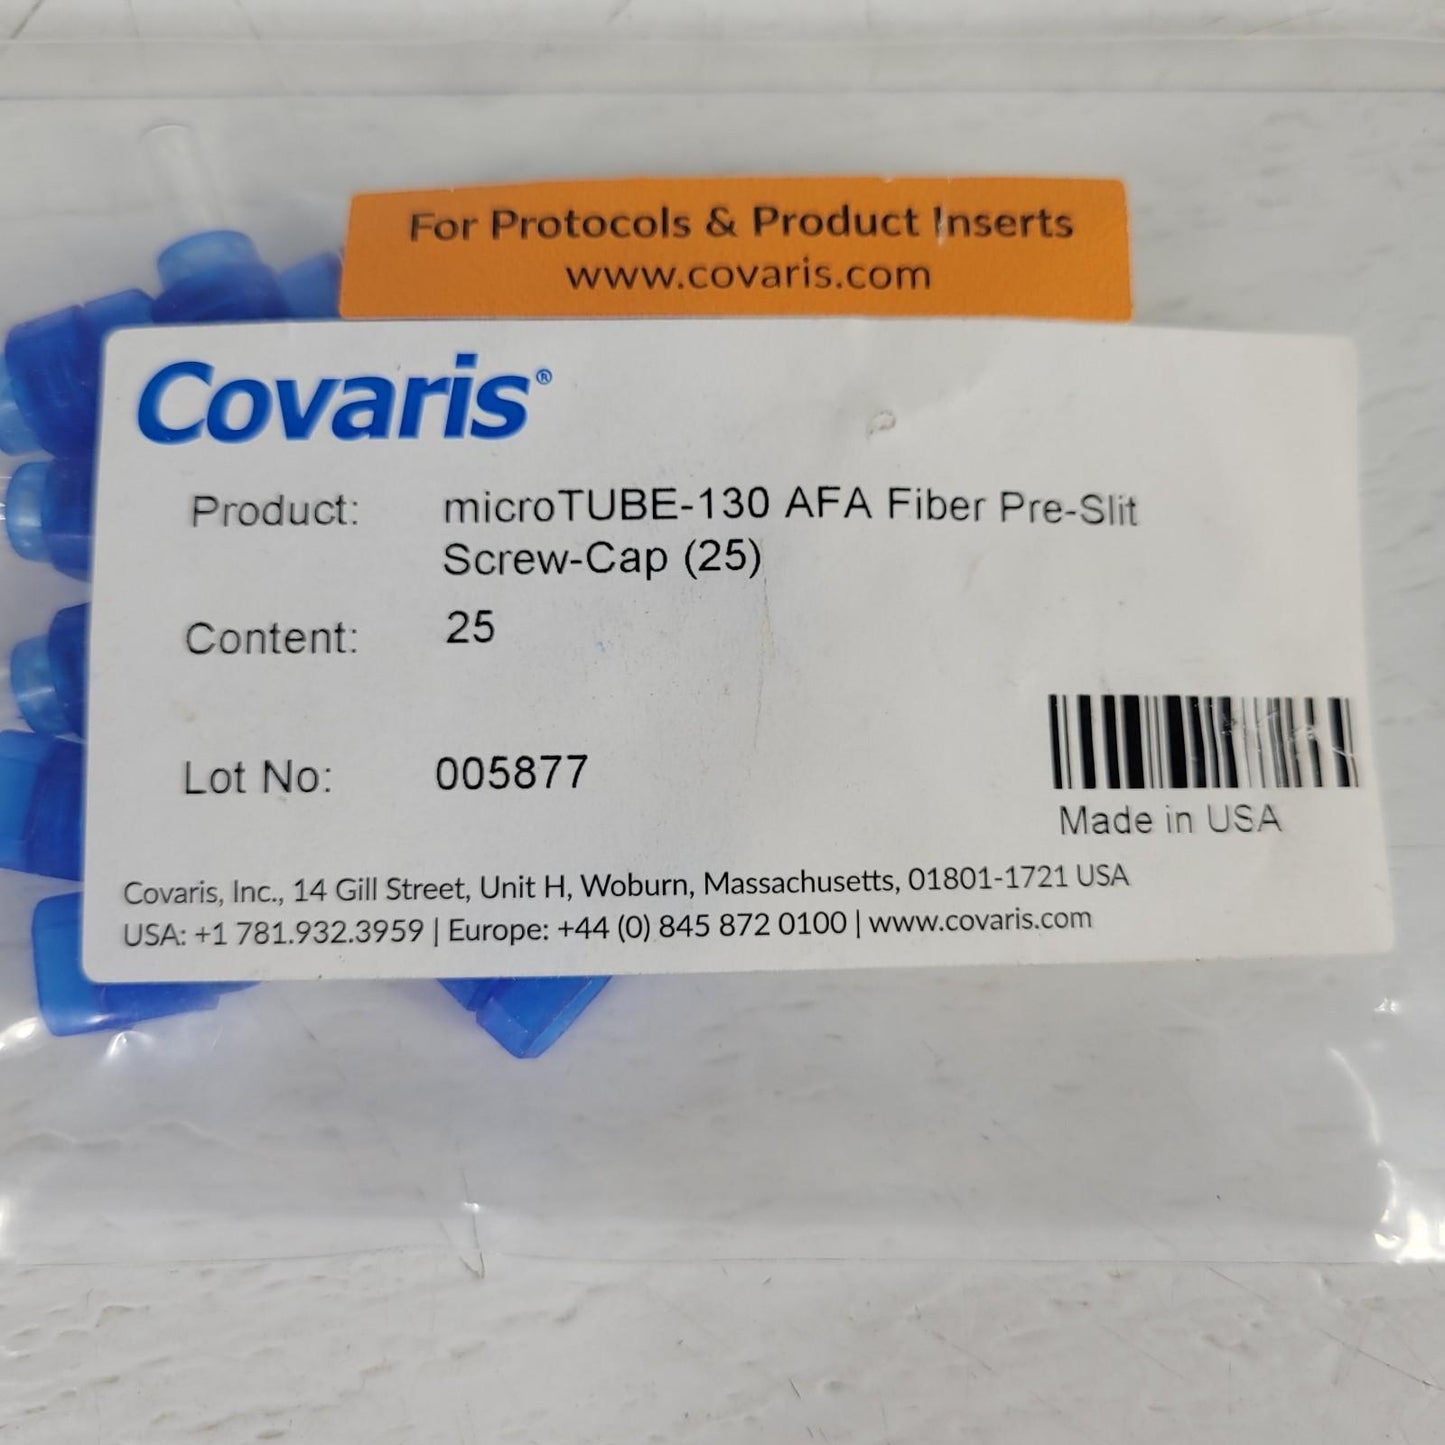 For Protocols & Product Inserts
www.covaris.com
Covaris®
Product: microTUBE-130 AFA Fiber Pre-Slit
Screw-Cap (25)
Content: 25
Lot No: 005877
Made in USA
Covaris, Inc., 14 Gill Street, Unit H, Woburn, Massachusetts, 01801-1721 USA
USA: +1 781.932.3959 | Europe: +44 (0) 845 872 0100 | www.covaris.com